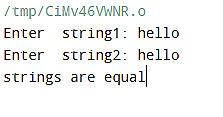 /tmp/CiMv46VWNR.o
Enter  string1: hello
Enter  string2: hello
strings are equal